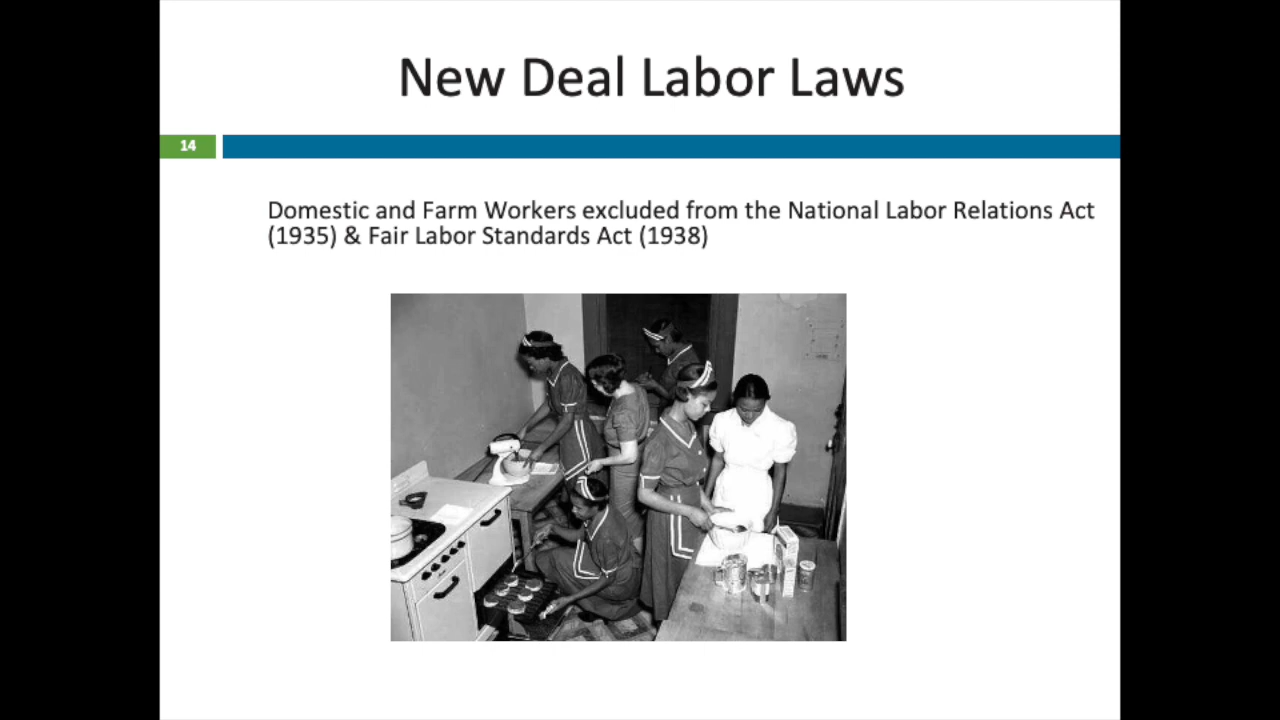 New Deal Labor Laws
14
Domestic and Farm Workers excluded from the National Labor Relations Act
(1935) & Fair Labor Standards Act (1938)